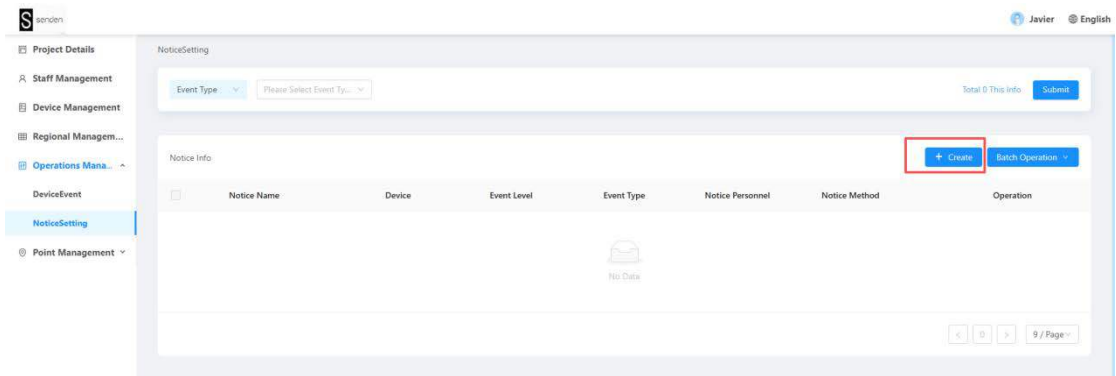 S senden
Javier
English
Project Details
Staff Management
Device Management
Regional Managem...
Operations Mana...
DeviceEvent
NoticeSetting
Point Management
NoticeSetting
Event Type
Please Select Event Ty...
Total 0 This Info
Submit
Notice Info
+ Create
Batch Operation
Notice Name Device Event Level Event Type Notice Personnel Notice Method Operation
No Data
< 0 > 9 / Page